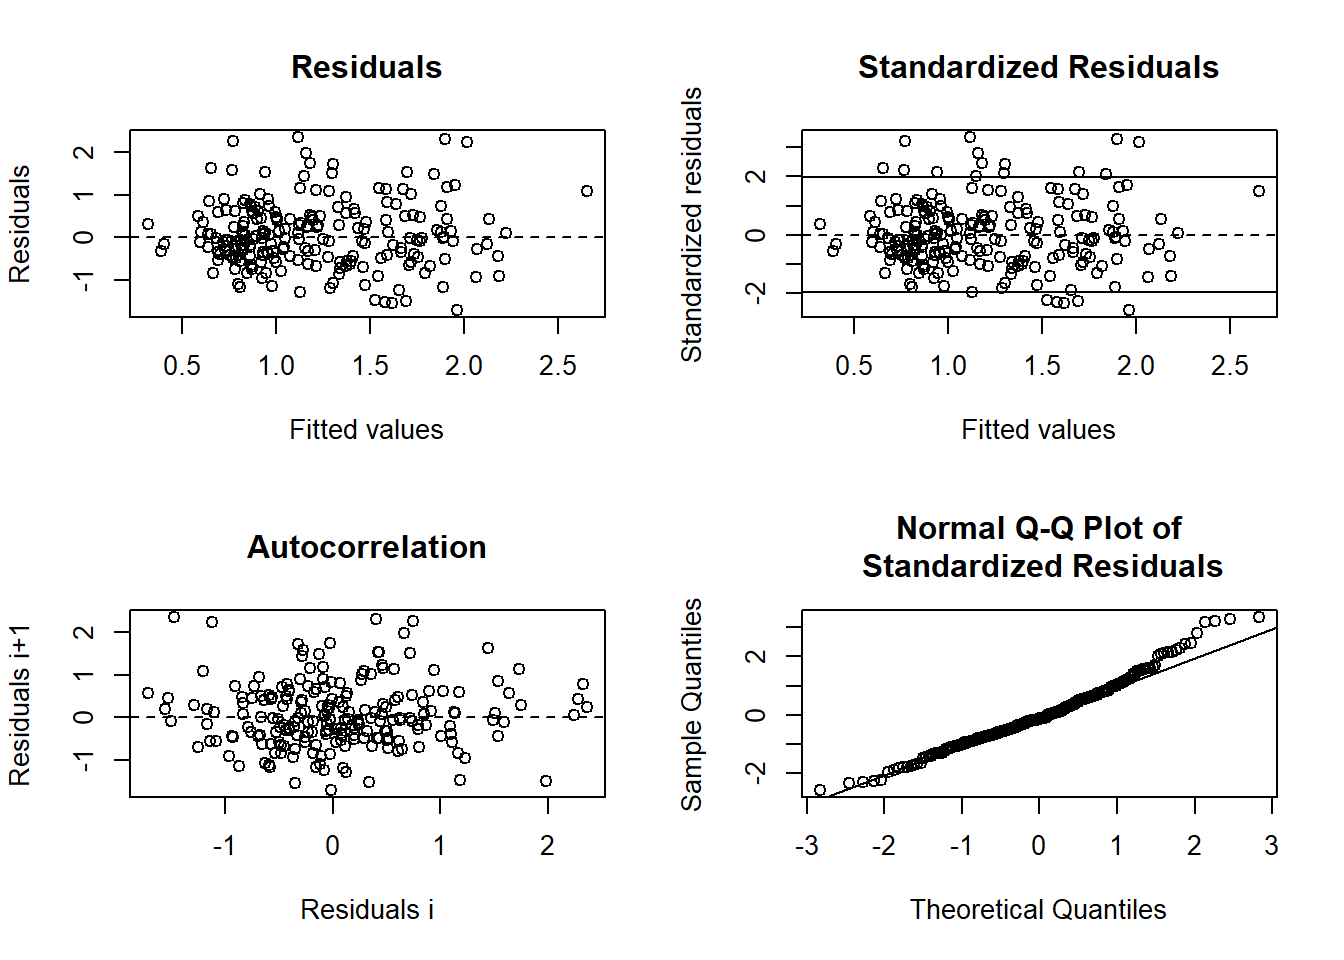 Residuals
Residuals
2
1
0
-1
0.5 1.0 1.5 2.0 2.5
Fitted values
Standardized Residuals
Standardized residuals
2
0
-2
0.5 1.0 1.5 2.0 2.5
Fitted values
Autocorrelation
Residuals i+1
2
1
0
-1
-1 0 1 2
Residuals i
Normal Q-Q Plot of
Standardized Residuals
Sample Quantiles
2
0
-2
-3 -2 -1 0 1 2 3
Theoretical Quantiles